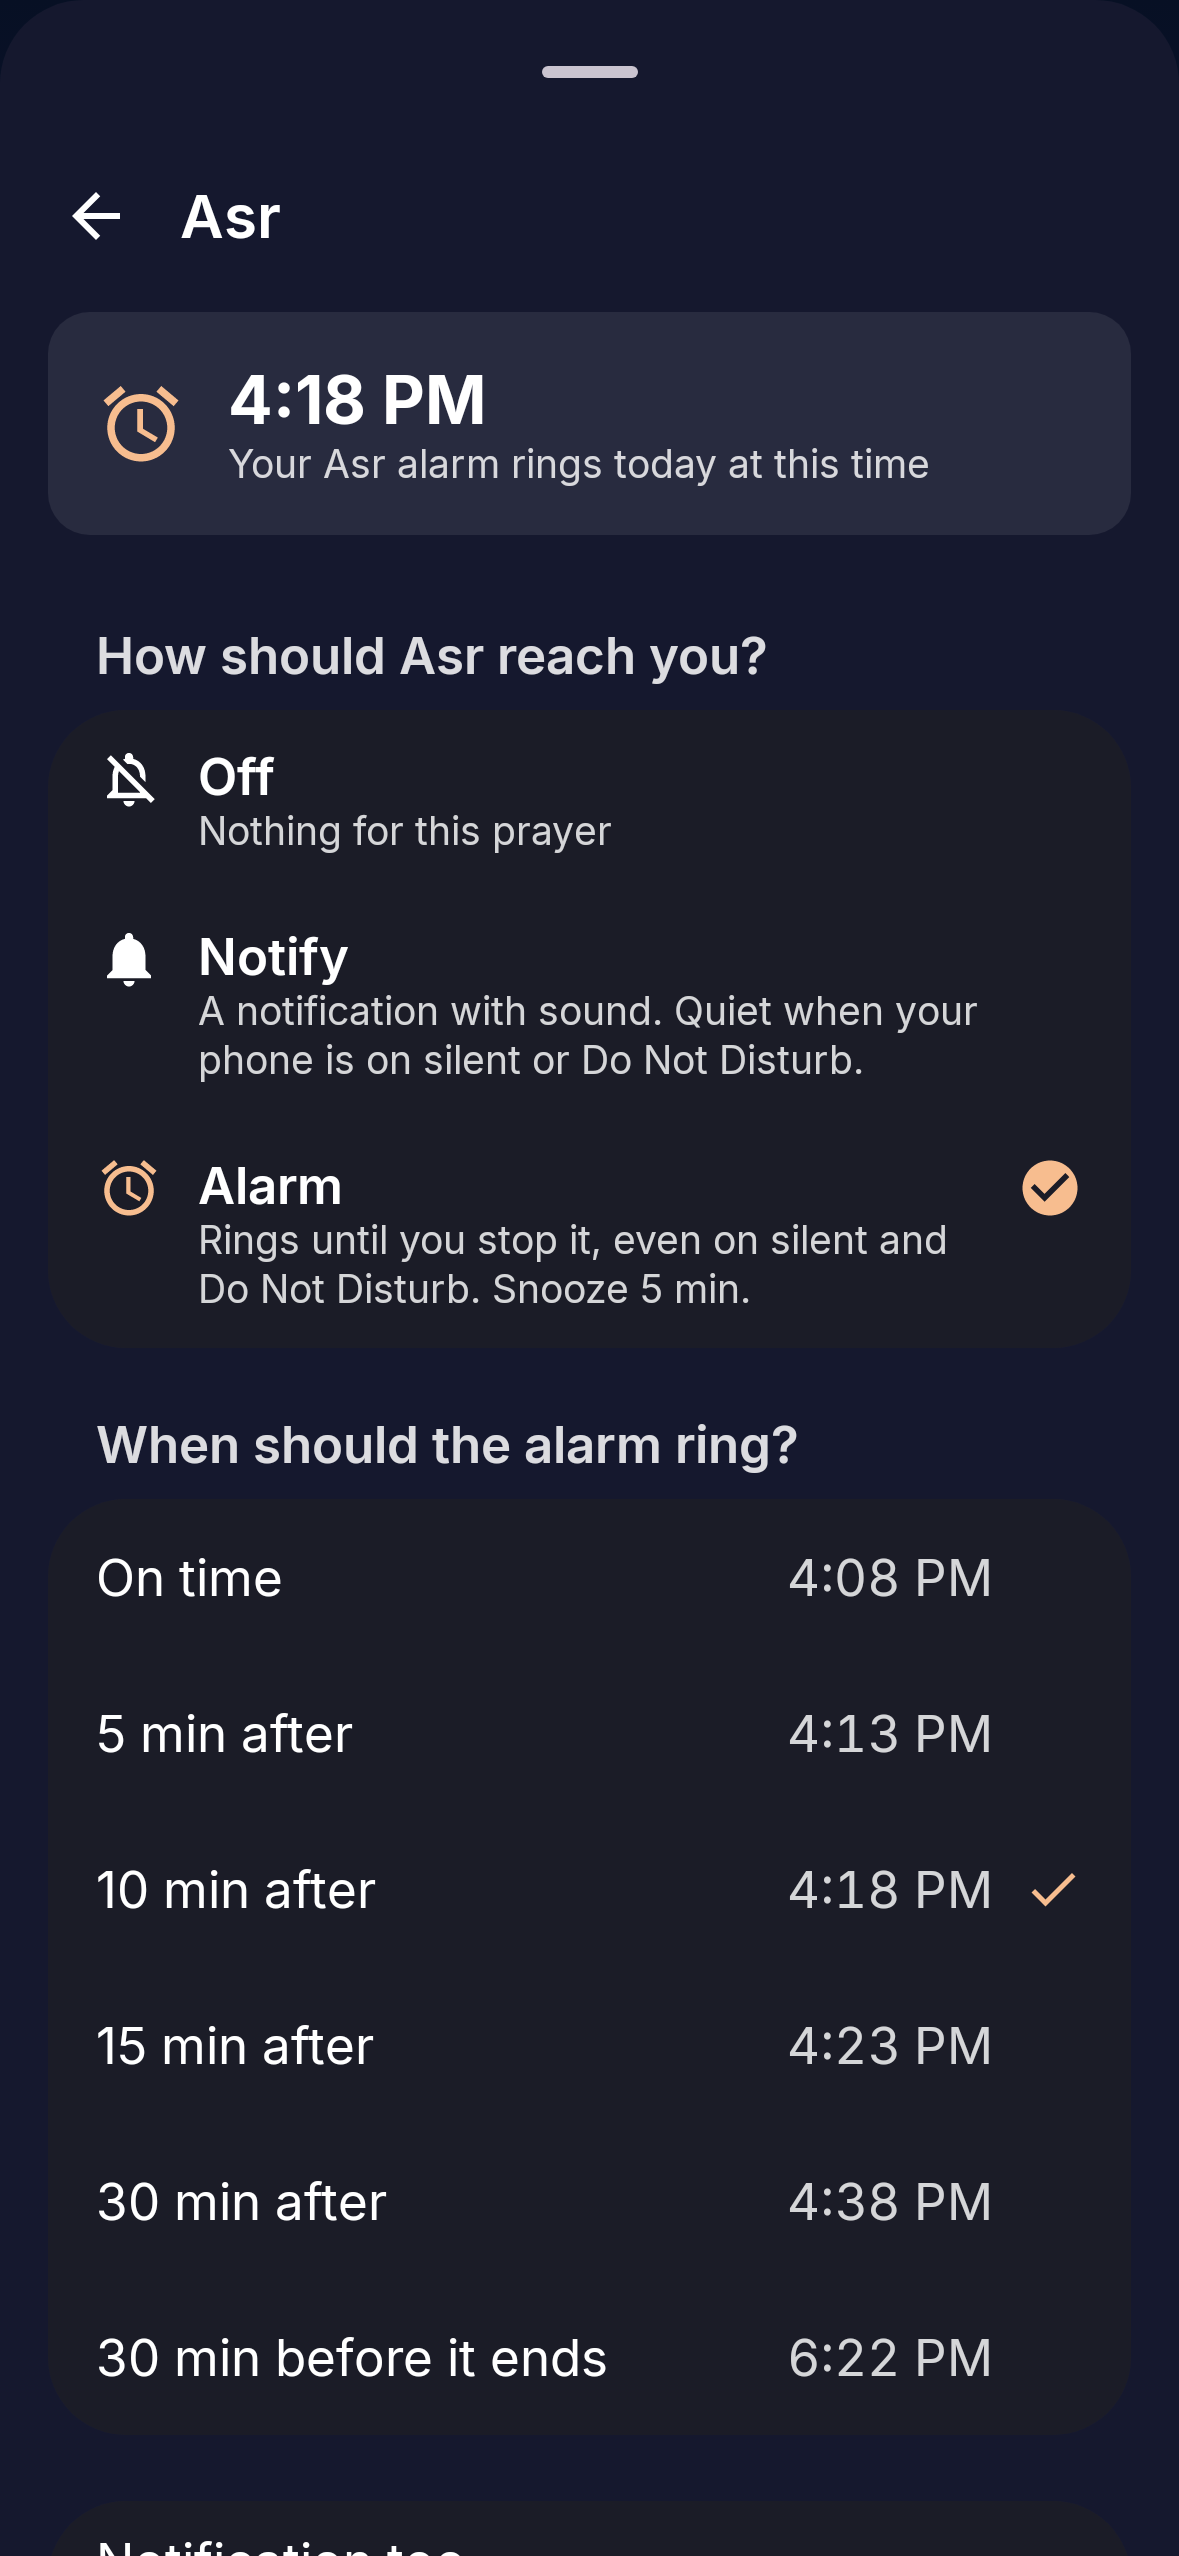 Asr
4:18 PM
Your Asr alarm rings today at this time
How should Asr reach you?
Off
Nothing for this prayer
Notify
A notification with sound. Quiet when your
phone is on silent or Do Not Disturb.
Alarm
Rings until you stop it, even on silent and
Do Not Disturb. Snooze 5 min.
When should the alarm ring?
On time 4:08 PM
5 min after 4:13 PM
10 min after 4:18 PM
15 min after 4:23 PM
30 min after 4:38 PM
30 min before it ends 6:22 PM
Notification too